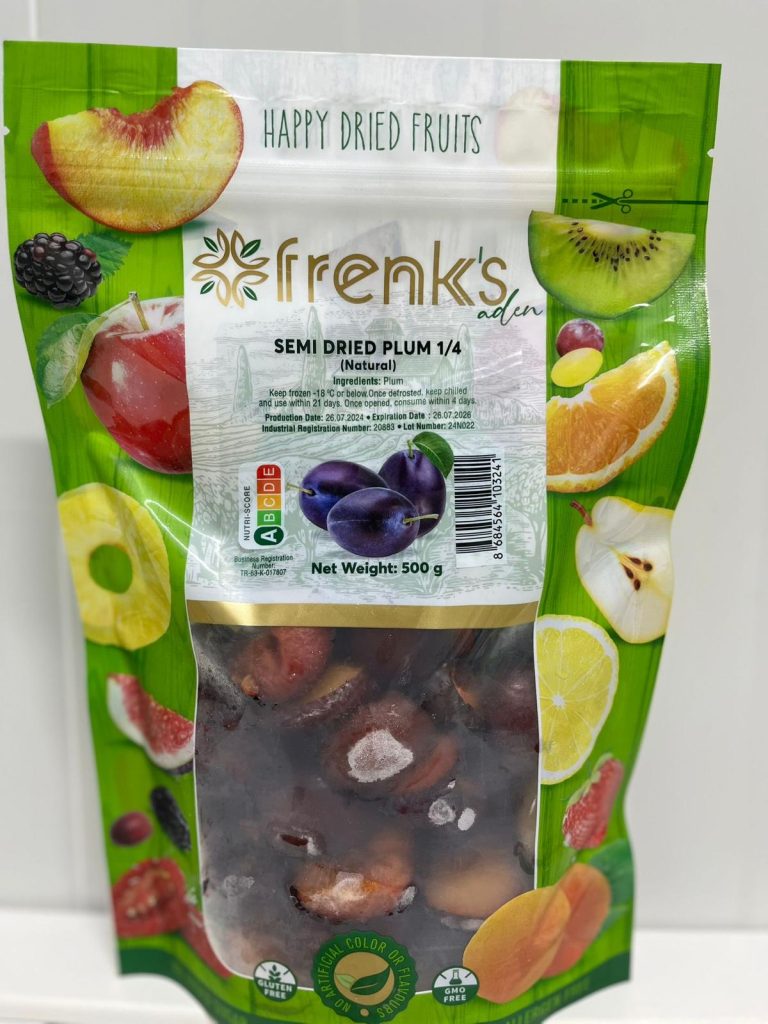 HAPPY DRIED FRUITS
frenk's
aden
SEMI DRIED PLUM 1/4
(Natural)
Ingredients: Plum
Keep frozen -18 °C or below.Once defrosted, keep chilled
and use within 21 days. Once opened, consume within 4 days.
Production Date: 26.07.2024 • Expiration Date : 26.07.2026
Industrial Registration Number: 20883 • Lot Number: 24N022
NUTRI-SCORE
A B C D E
8 684564 103241
Business Registration
Number:
TR-63-K-017807
Net Weight: 500 g
GLUTEN
FREE
NO ARTIFICIAL COLOR OR FLAVOURS
GMO
FREE